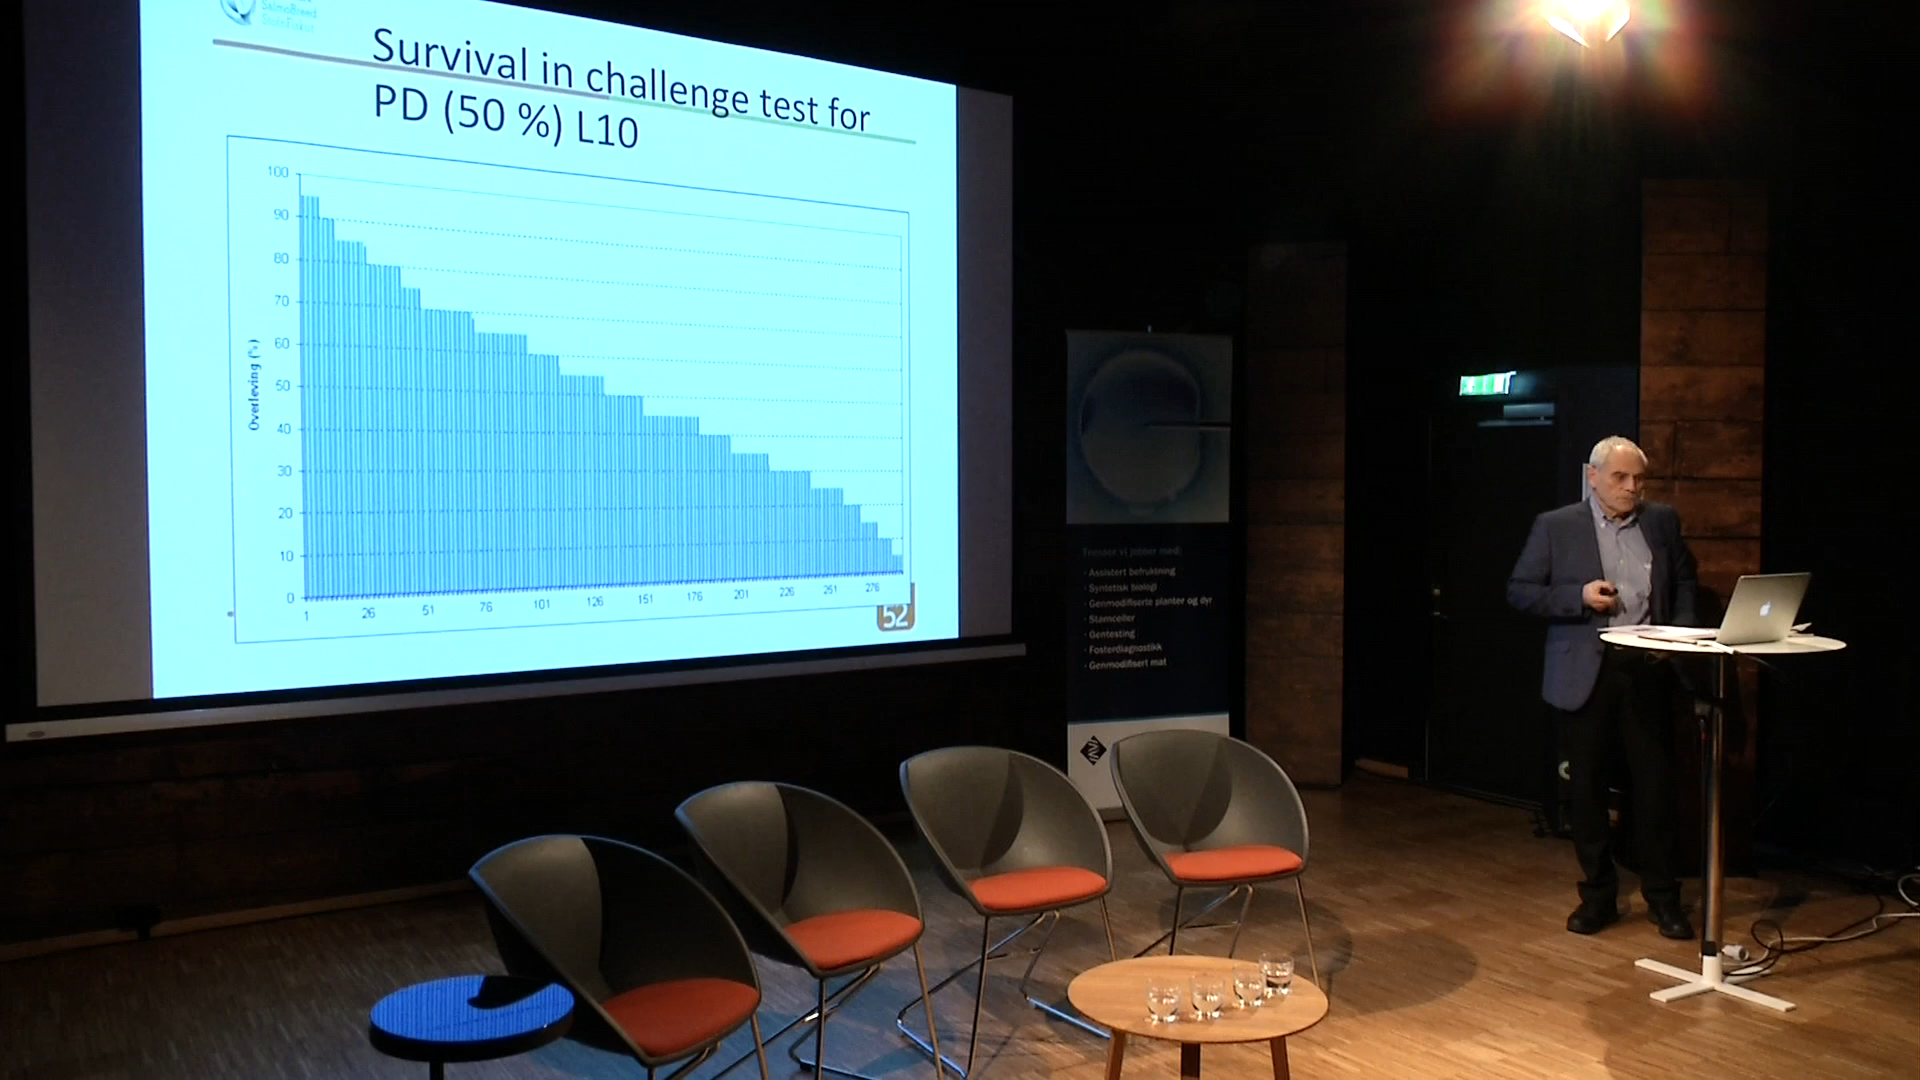 SalmoBreed
StofnFiskur
Survival in challenge test for
PD (50 %) L10
100
90
80
70
60
50
40
30
20
10
0
Overleving (%)
1
26
51
76
101
126
151
176
201
226
251
276
52
Temaer vi jobber med:
· Assistert befruktning
· Syntetisk biologi
· Genmodifiserte planter og dyr
· Stamceller
· Gentesting
· Fosterdiagnostikk
· Genmodifisert mat